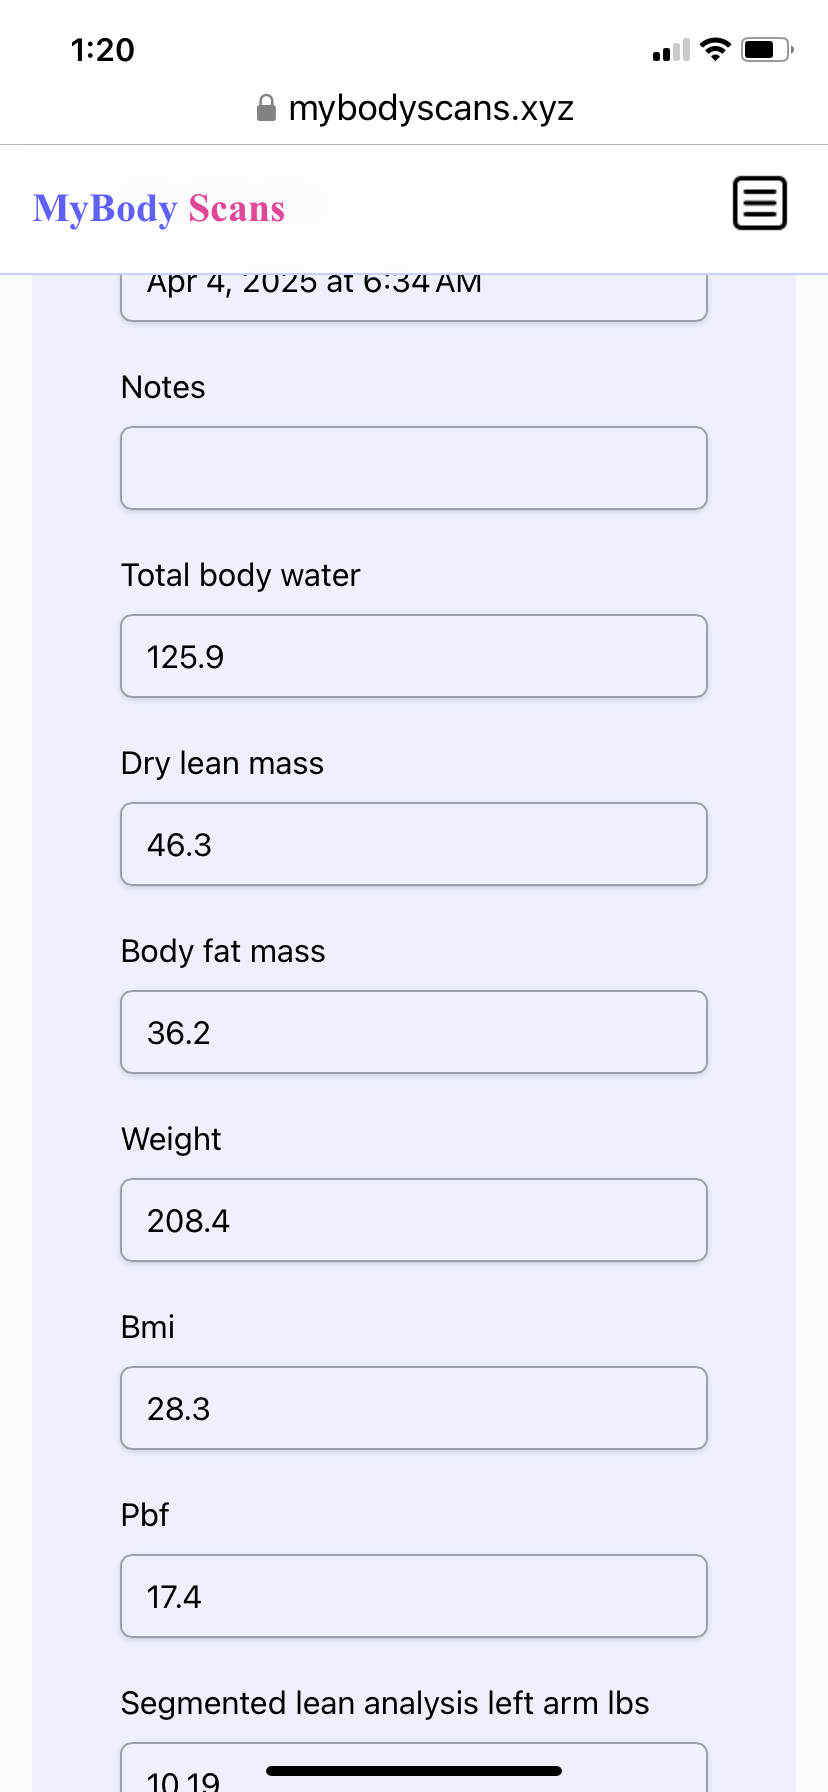 1:20
mybodyscans.xyz
MyBody Scans
Apr 4, 2025 at 6:34 AM
Notes
Total body water
125.9
Dry lean mass
46.3
Body fat mass
36.2
Weight
208.4
Bmi
28.3
Pbf
17.4
Segmented lean analysis left arm lbs
10.19